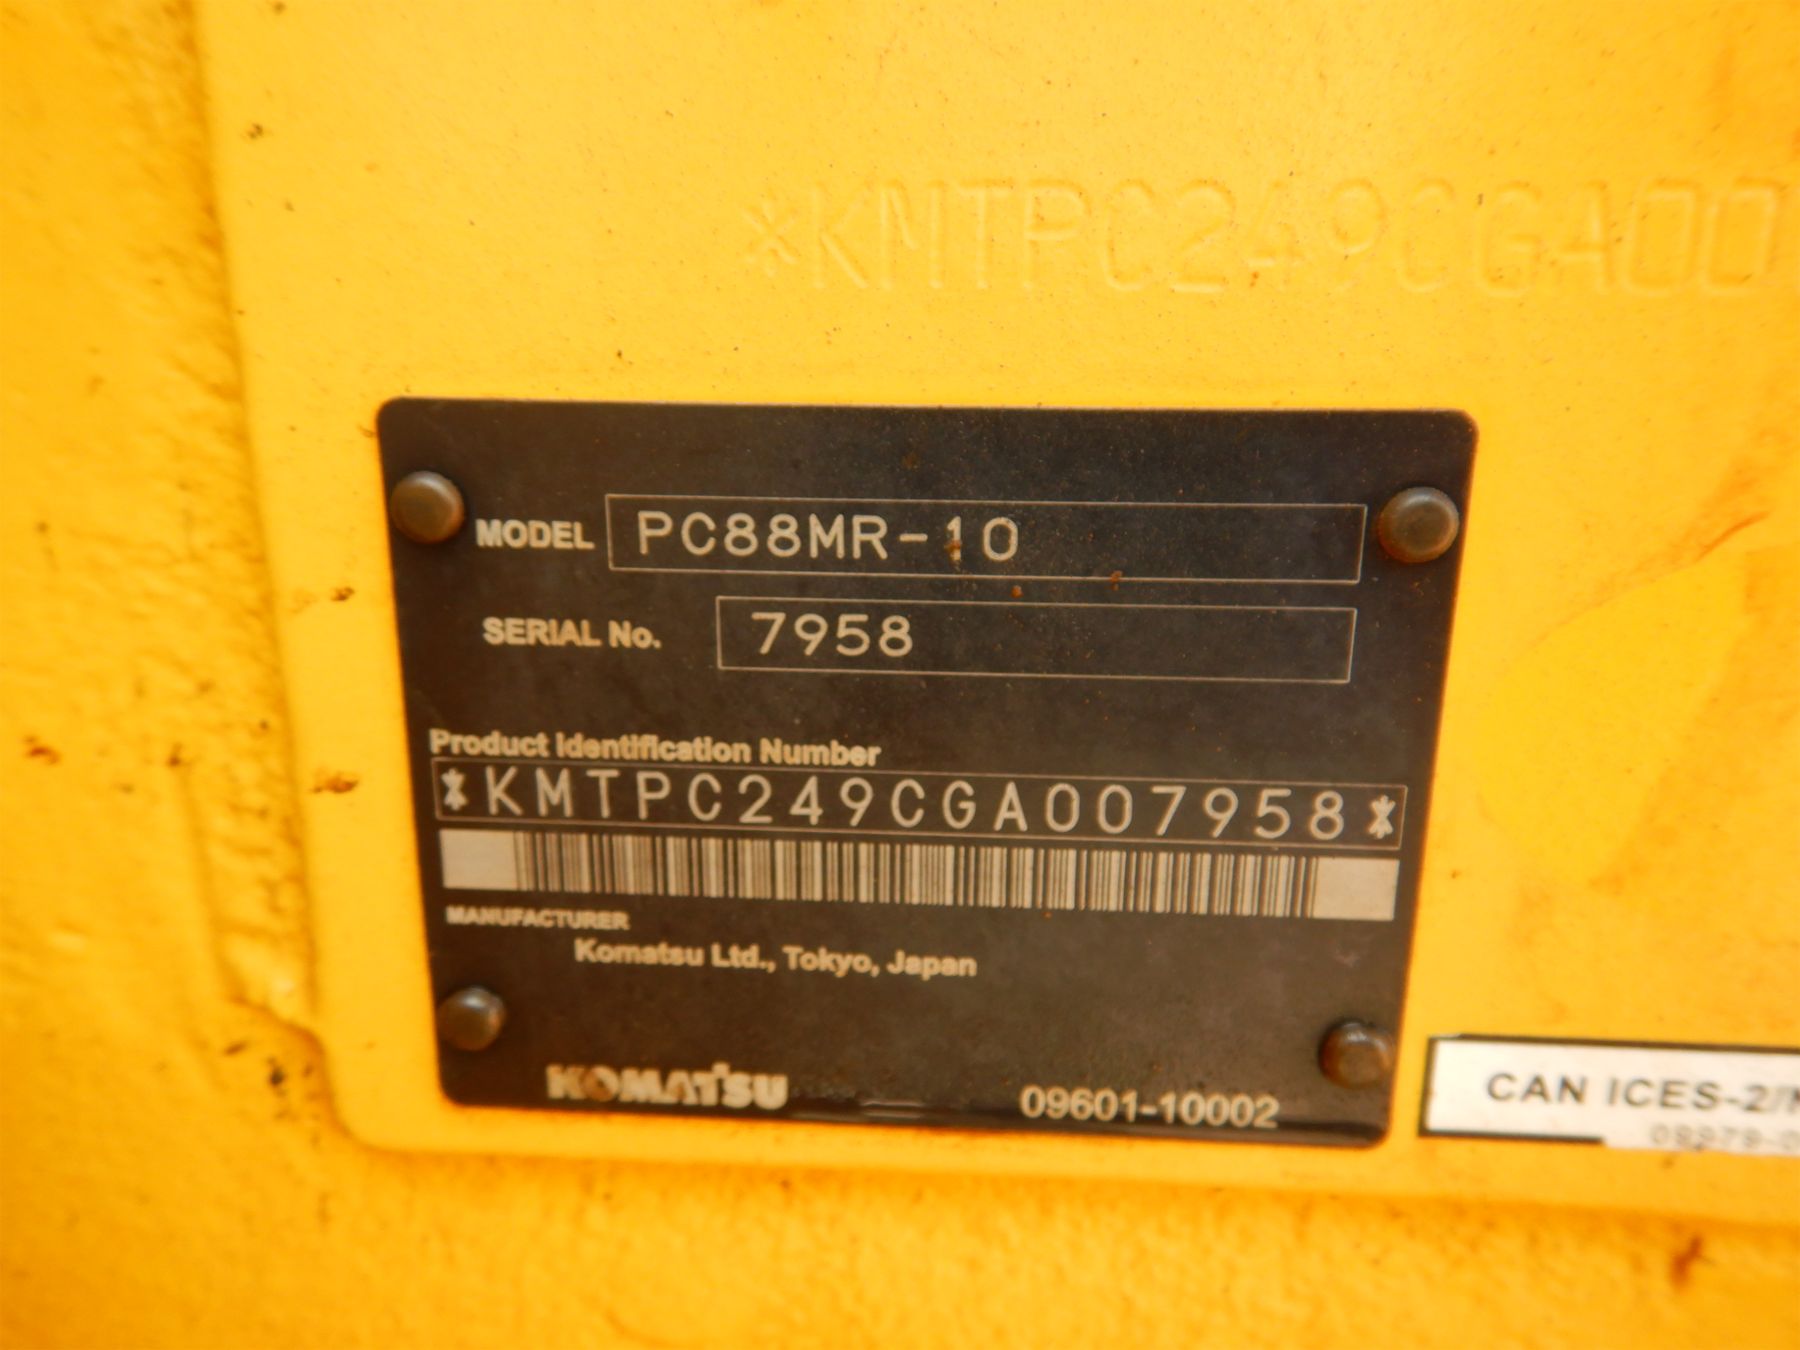 *KMTPC249CGA00
MODEL PC88MR-10
SERIAL No. 7958
Product Identification Number
*KMTPC249CGA007958*
MANUFACTURER
Komatsu Ltd., Tokyo, Japan
KOMATSU 09601-10002
CAN ICES-2//